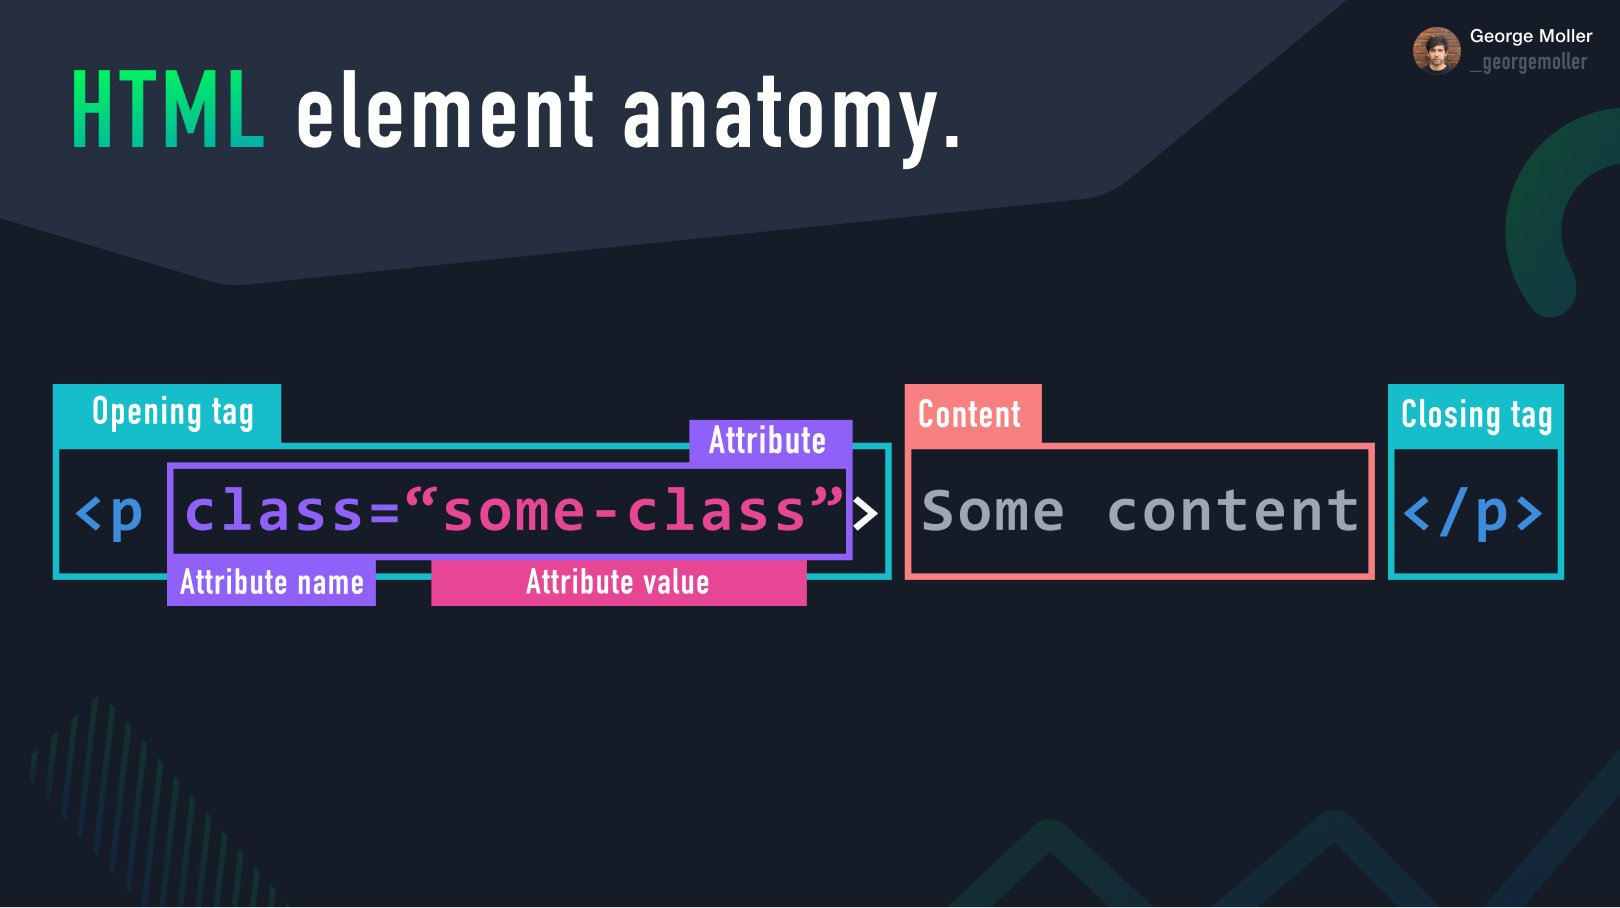 George Moller
_georgemoller
HTML element anatomy.
Opening tag
Attribute
Content
Closing tag
<p class=“some-class”> Some content </p>
Attribute name
Attribute value